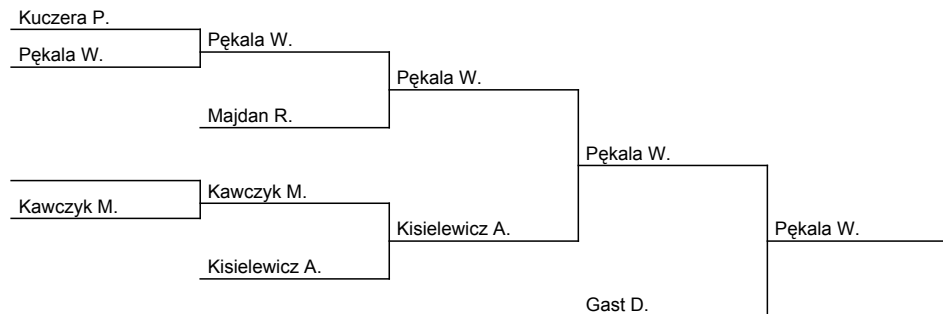 Kuczera P.
Pękala W.
Pękala W.
Pękala W.
Majdan R.
Pękala W.
Kawczyk M.
Kawczyk M.
Kisielewicz A.
Pękala W.
Kisielewicz A.
Gast D.